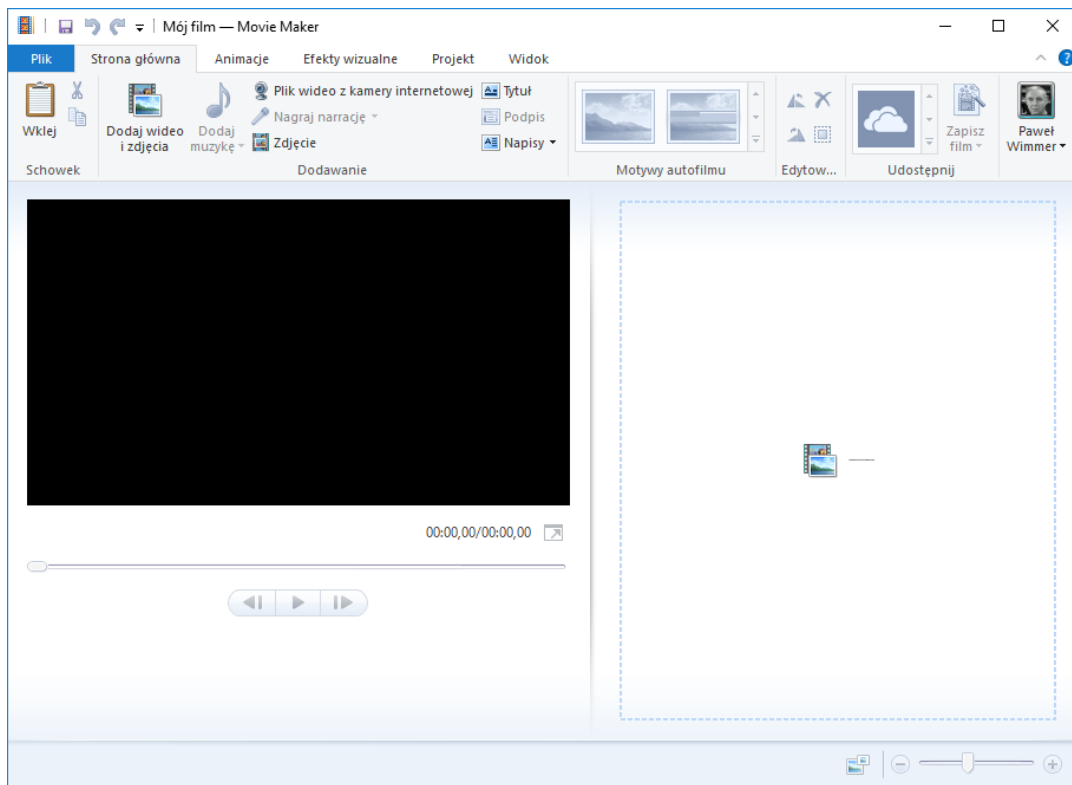 Mój film — Movie Maker
Plik Strona główna Animacje Efekty wizualne Projekt Widok
Wklej
Dodaj wideo
i zdjęcia
Dodaj
muzykę
Plik wideo z kamery internetowej
Nagraj narrację
Zdjęcie
Tytuł
Podpis
Napisy
Zapisz
film
Paweł
Wimmer
Schowek Dodawanie Motywy autofilmu Edytow... Udostępnij
00:00,00/00:00,00